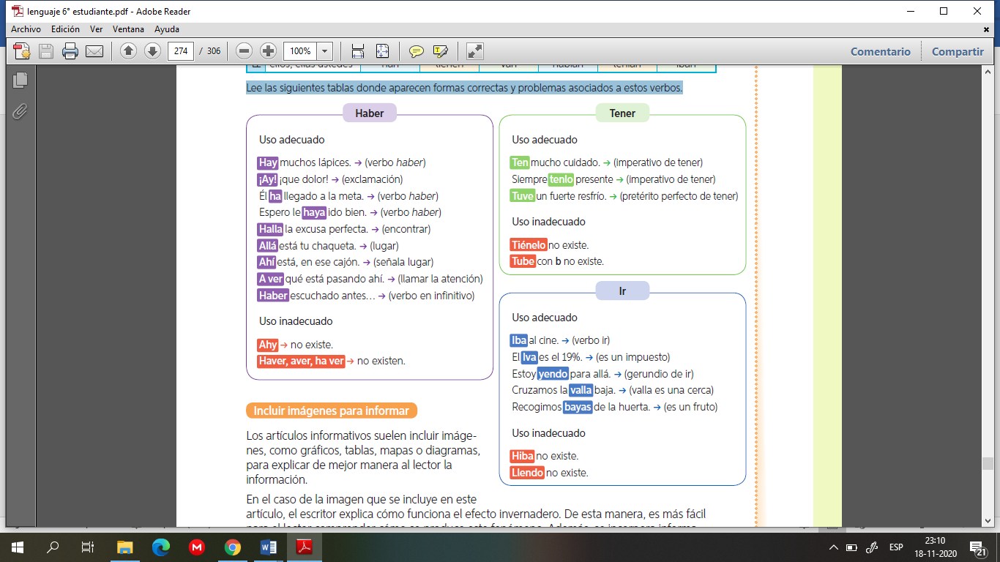 lenguaje 6° estudiante.pdf - Adobe Reader
Archivo Edición Ver Ventana Ayuda
274 / 306 100% Comentario Compartir
ellos, ellas ustedes han tienen van habían tenían iban
Lee las siguientes tablas donde aparecen formas correctas y problemas asociados a estos verbos.
Haber
Uso adecuado
Hay muchos lápices. → (verbo haber)
¡Ay! ¡que dolor! → (exclamación)
Él ha llegado a la meta. → (verbo haber)
Espero le haya ido bien. → (verbo haber)
Halla la excusa perfecta. → (encontrar)
Allá está tu chaqueta. → (lugar)
Ahí está, en ese cajón. → (señala lugar)
A ver qué está pasando ahí. → (llamar la atención)
Haber escuchado antes... → (verbo en infinitivo)
Uso inadecuado
Ahy → no existe.
Haver, aver, ha ver → no existen.
Tener
Uso adecuado
Ten mucho cuidado. → (imperativo de tener)
Siempre tenlo presente → (imperativo de tener)
Tuve un fuerte resfrío. → (pretérito perfecto de tener)
Uso inadecuado
Tiénelo no existe.
Tube con b no existe.
Ir
Uso adecuado
Iba al cine. → (verbo ir)
El Iva es el 19%. → (es un impuesto)
Estoy yendo para allá. → (gerundio de ir)
Cruzamos la valla baja. → (valla es una cerca)
Recogimos bayas de la huerta. → (es un fruto)
Uso inadecuado
Hiba no existe.
Llendo no existe.
Incluir imágenes para informar
Los artículos informativos suelen incluir imáge-
nes, como gráficos, tablas, mapas o diagramas,
para explicar de mejor manera al lector la
información.
En el caso de la imagen que se incluye en este
artículo, el escritor explica cómo funciona el efecto invernadero. De esta manera, es más fácil
ESP
23:10
18-11-2020
21